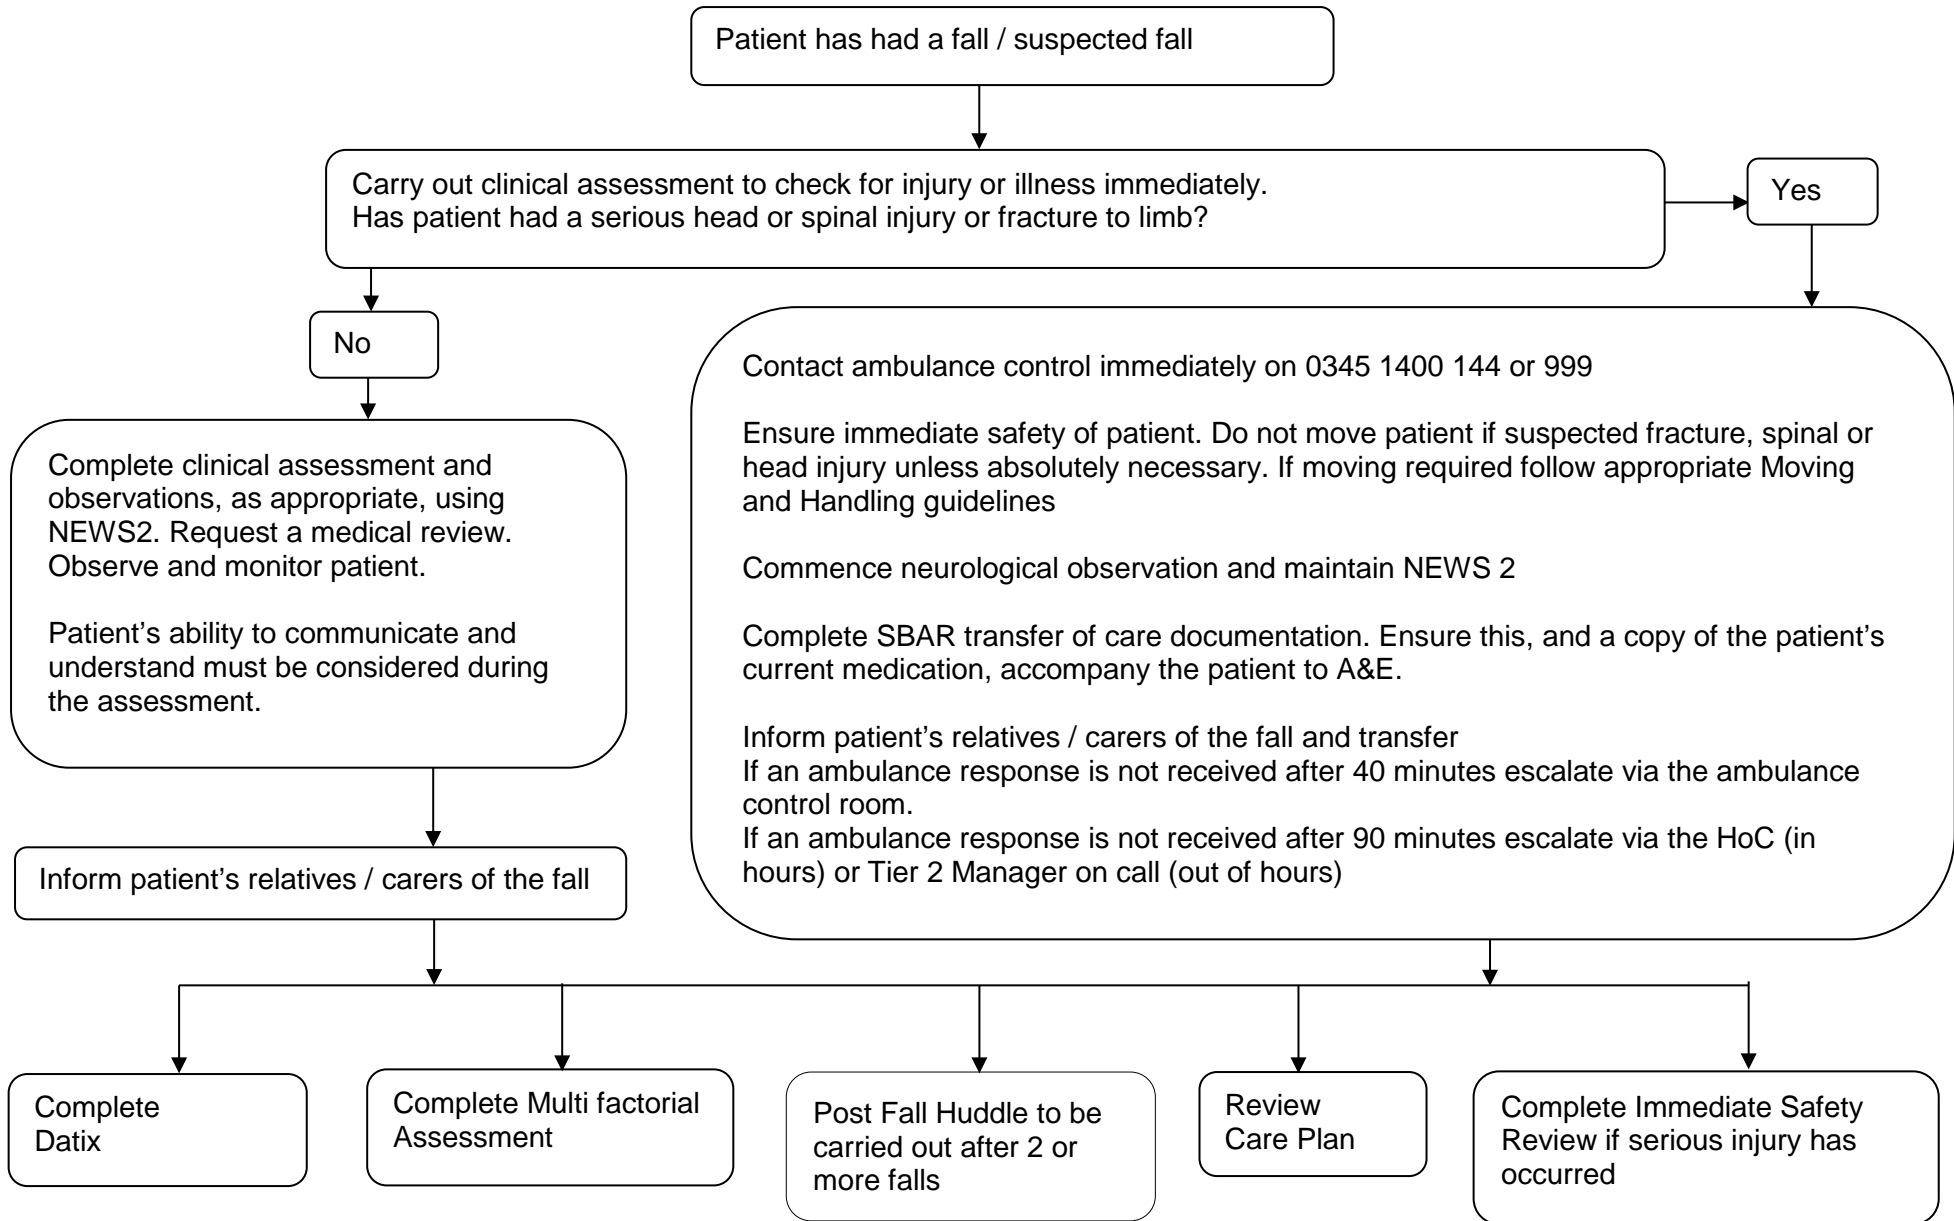 Patient has had a fall / suspected fall
Carry out clinical assessment to check for injury or illness immediately.
Has patient had a serious head or spinal injury or fracture to limb?
Yes
No
Complete clinical assessment and
observations, as appropriate, using
NEWS2. Request a medical review.
Observe and monitor patient.
Patient’s ability to communicate and
understand must be considered during
the assessment.
Contact ambulance control immediately on 0345 1400 144 or 999
Ensure immediate safety of patient. Do not move patient if suspected fracture, spinal or
head injury unless absolutely necessary. If moving required follow appropriate Moving
and Handling guidelines
Commence neurological observation and maintain NEWS 2
Complete SBAR transfer of care documentation. Ensure this, and a copy of the patient’s
current medication, accompany the patient to A&E.
Inform patient’s relatives / carers of the fall and transfer
If an ambulance response is not received after 40 minutes escalate via the ambulance
control room.
If an ambulance response is not received after 90 minutes escalate via the HoC (in
hours) or Tier 2 Manager on call (out of hours)
Inform patient’s relatives / carers of the fall
Complete
Datix
Complete Multi factorial
Assessment
Post Fall Huddle to be
carried out after 2 or
more falls
Review
Care Plan
Complete Immediate Safety
Review if serious injury has
occurred